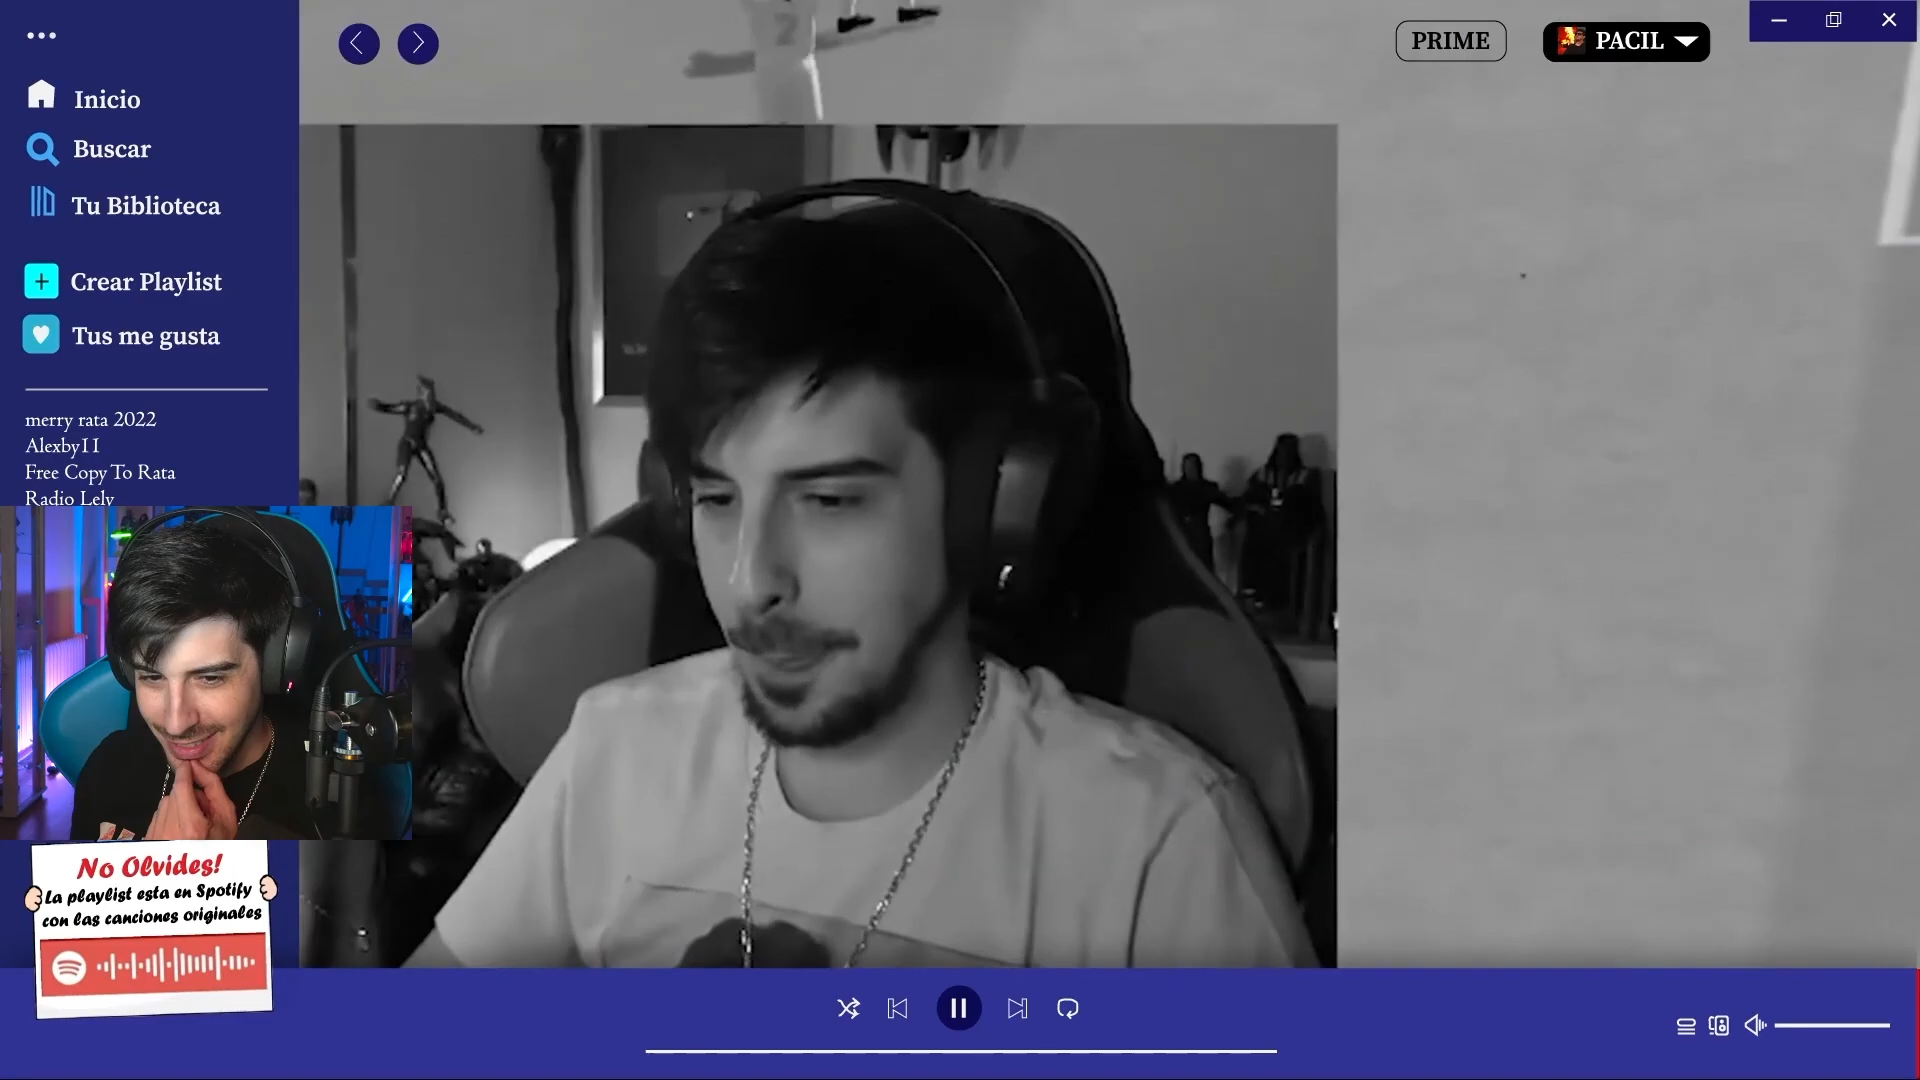 PRIME
PACIL
Inicio
Buscar
Tu Biblioteca
Crear Playlist
Tus me gusta
merry rata 2022
Alexby11
Free Copy To Rata
Radio Lely
No Olvides!
La playlist esta en Spotify
con las canciones originales